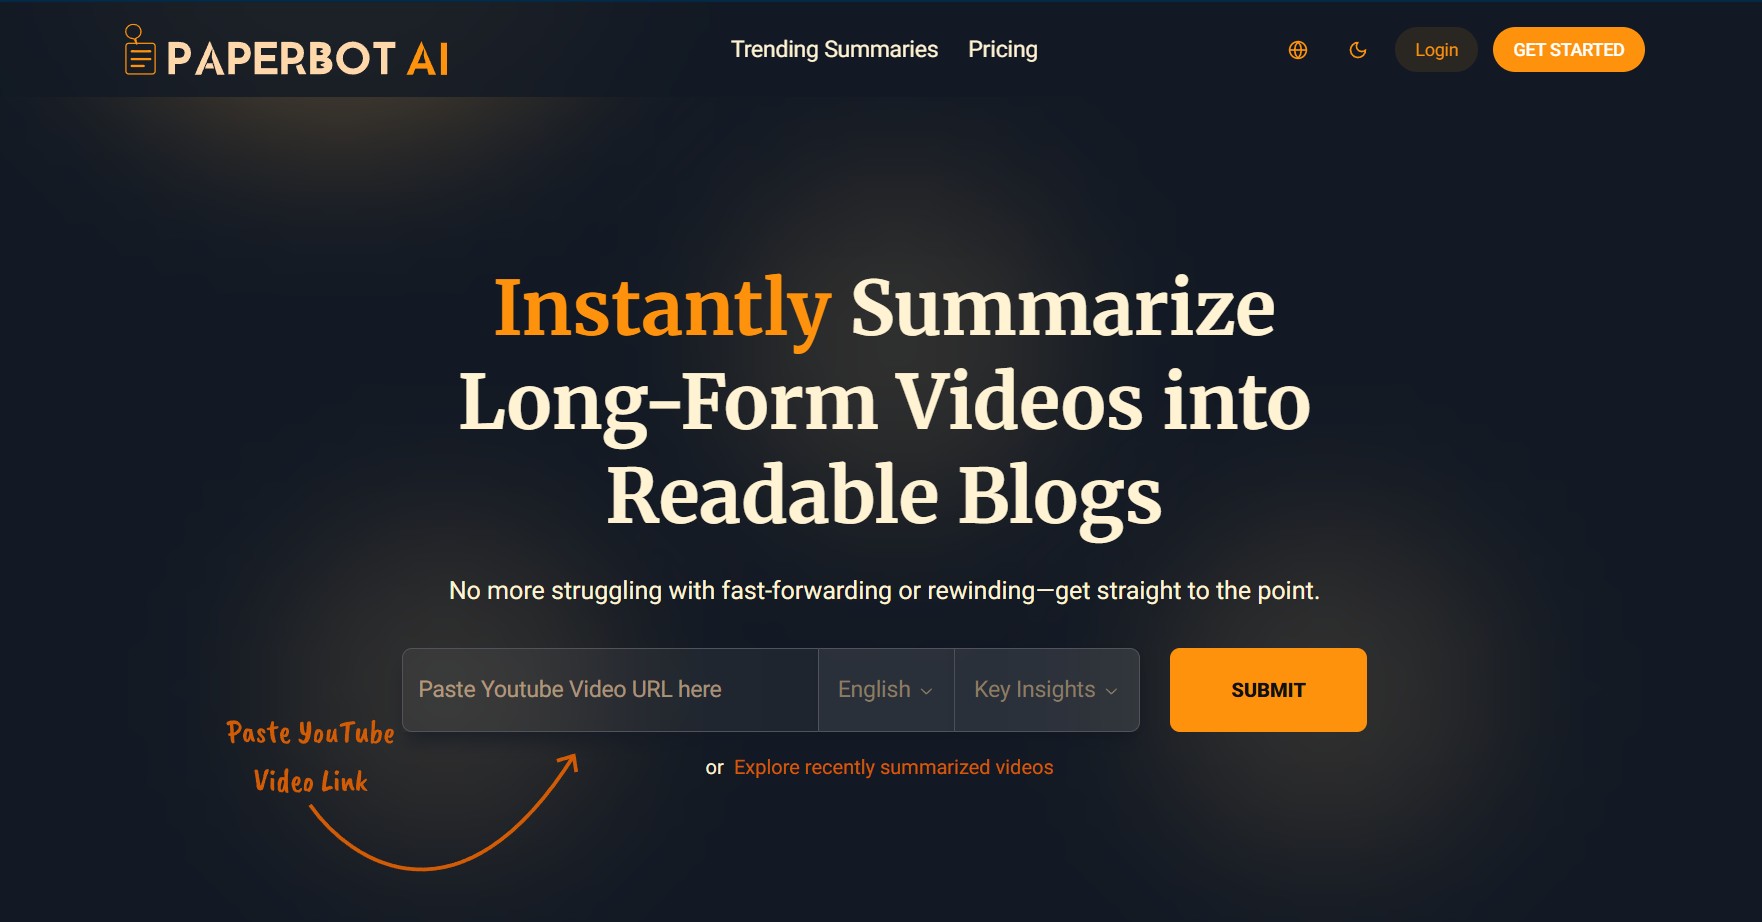 PAPERBOT AI
Trending Summaries
Pricing
Login
GET STARTED
Instantly Summarize
Long-Form Videos into
Readable Blogs
No more struggling with fast-forwarding or rewinding—get straight to the point.
Paste Youtube Video URL here
English
Key Insights
SUBMIT
Paste YouTube
Video Link
or Explore recently summarized videos